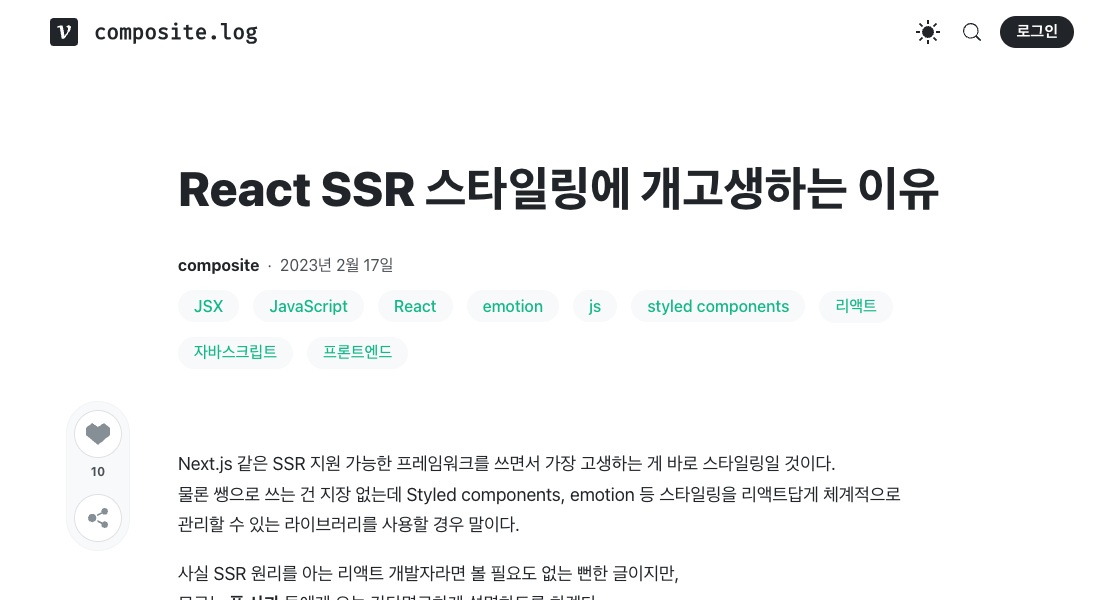 composite.log
로그인
React SSR 스타일링에 개고생하는 이유
composite · 2023년 2월 17일
JSX JavaScript React emotion js styled components 리액트
자바스크립트 프론트엔드
10
Next.js 같은 SSR 지원 가능한 프레임워크를 쓰면서 가장 고생하는 게 바로 스타일링일 것이다.
물론 쌩으로 쓰는 건 지장 없는데 Styled components, emotion 등 스타일링을 리액트답게 체계적으로
관리할 수 있는 라이브러리를 사용할 경우 말이다.
사실 SSR 원리를 아는 리액트 개발자라면 볼 필요도 없는 뻔한 글이지만,